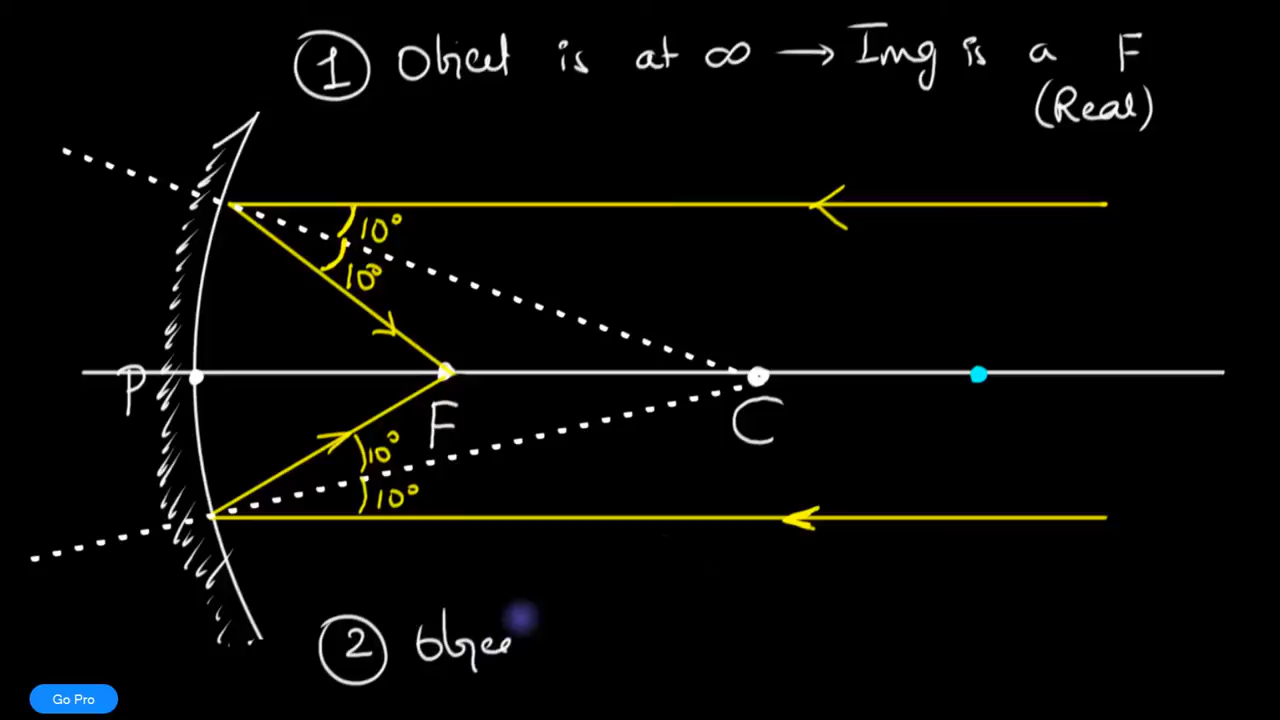 ① Object is at ∞ → Img is a F
(Real)
10°
10°
P
F
C
10°
10°
② Objec
Go Pro